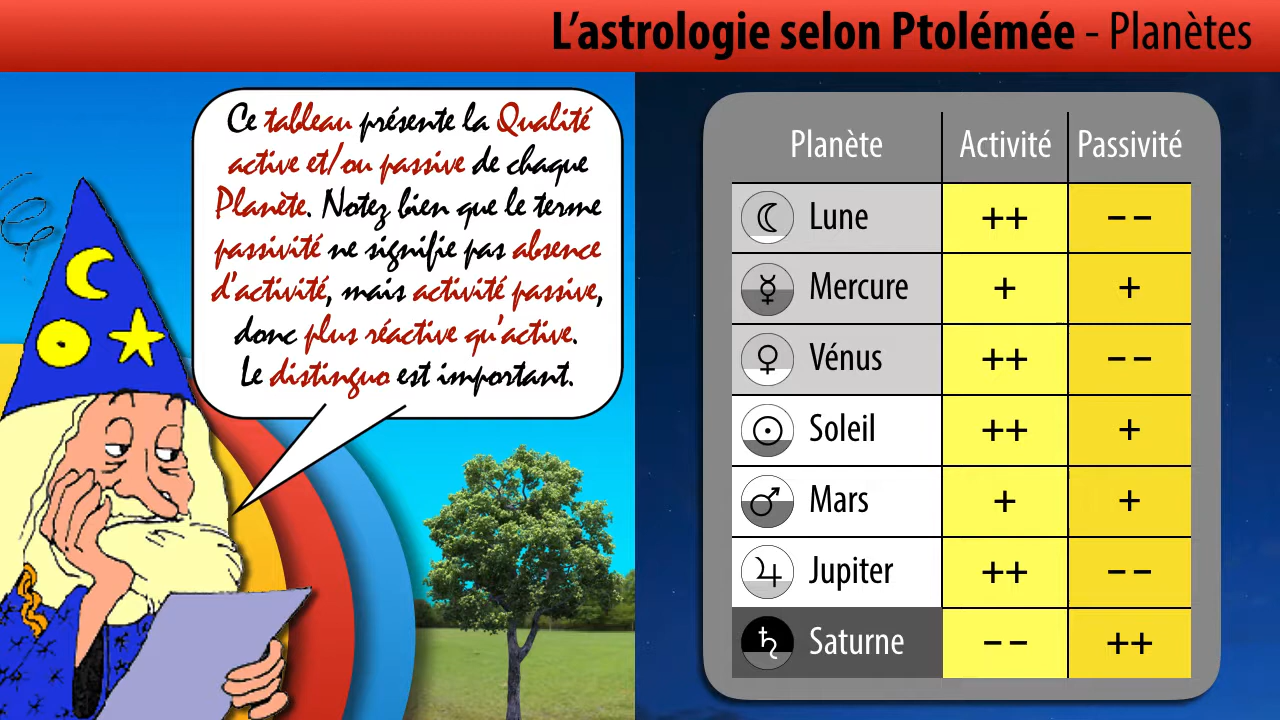 L'astrologie selon Ptolémée - Planètes
Ce tableau présente la Qualité
active et/ou passive de chaque
Planète. Notez bien que le terme
passivité ne signifie pas absence
d'activité, mais activité passive,
donc plus réactive qu'active.
Le distinguo est important.
Planète Activité Passivité
Lune ++ --
Mercure + +
Vénus ++ --
Soleil ++ +
Mars + +
Jupiter ++ --
Saturne -- ++